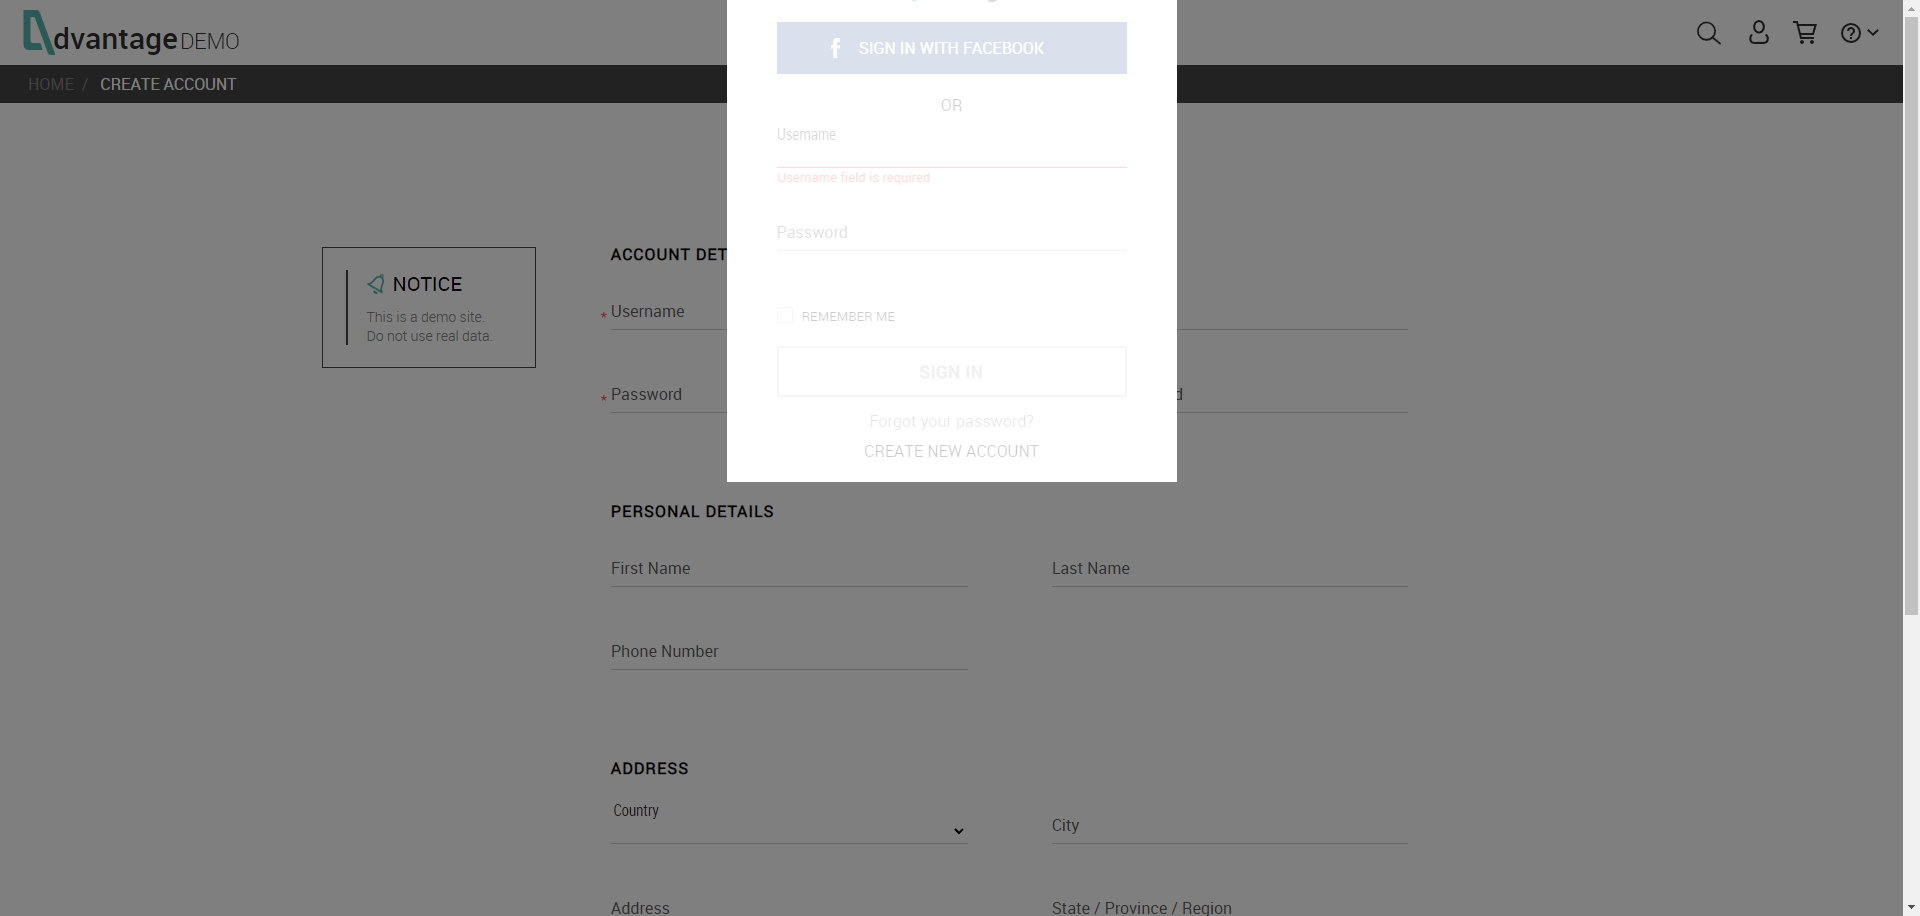 dvantage DEMO
HOME / CREATE ACCOUNT
SIGN IN WITH FACEBOOK
OR
Username
Username field is required
Password
REMEMBER ME
SIGN IN
Forgot your password?
CREATE NEW ACCOUNT
NOTICE
This is a demo site.
Do not use real data.
ACCOUNT DET
* Username
* Password
d
PERSONAL DETAILS
First Name
Last Name
Phone Number
ADDRESS
Country
City
Address
State / Province / Region